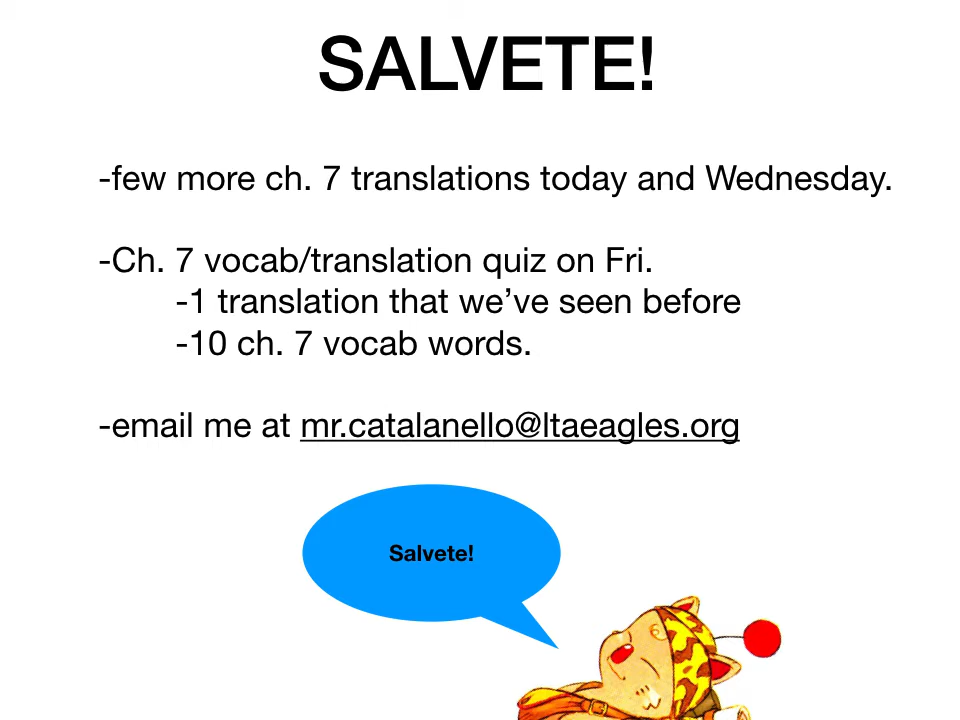 SALVETE!
-few more ch. 7 translations today and Wednesday.
-Ch. 7 vocab/translation quiz on Fri.
-1 translation that we’ve seen before
-10 ch. 7 vocab words.
-email me at mr.catalanello@ltaeagles.org
Salvete!